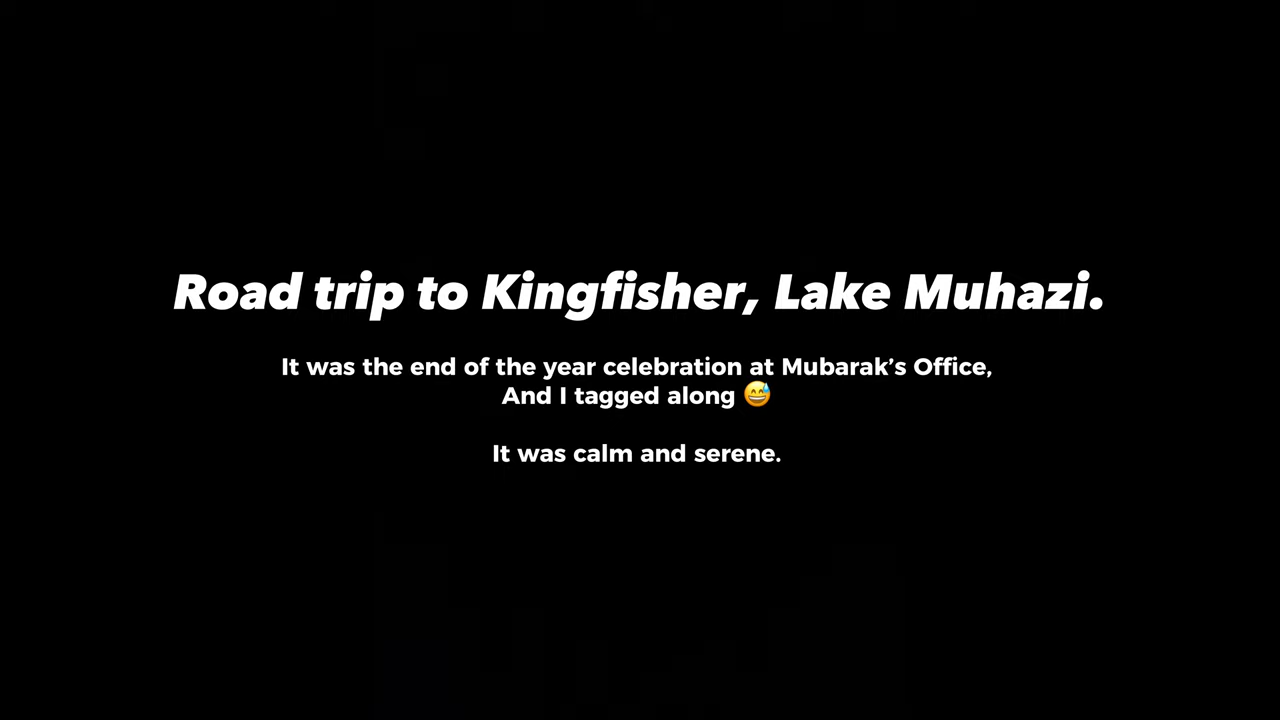 Road trip to Kingfisher, Lake Muhazi.
It was the end of the year celebration at Mubarak’s Office,
And I tagged along 😅
It was calm and serene.